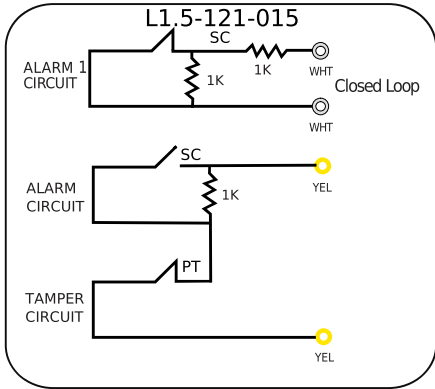 L1.5-121-015
SC
ALARM 1
CIRCUIT
1K
1K
WHT
Closed Loop
WHT
SC
ALARM
CIRCUIT
1K
YEL
PT
TAMPER
CIRCUIT
YEL